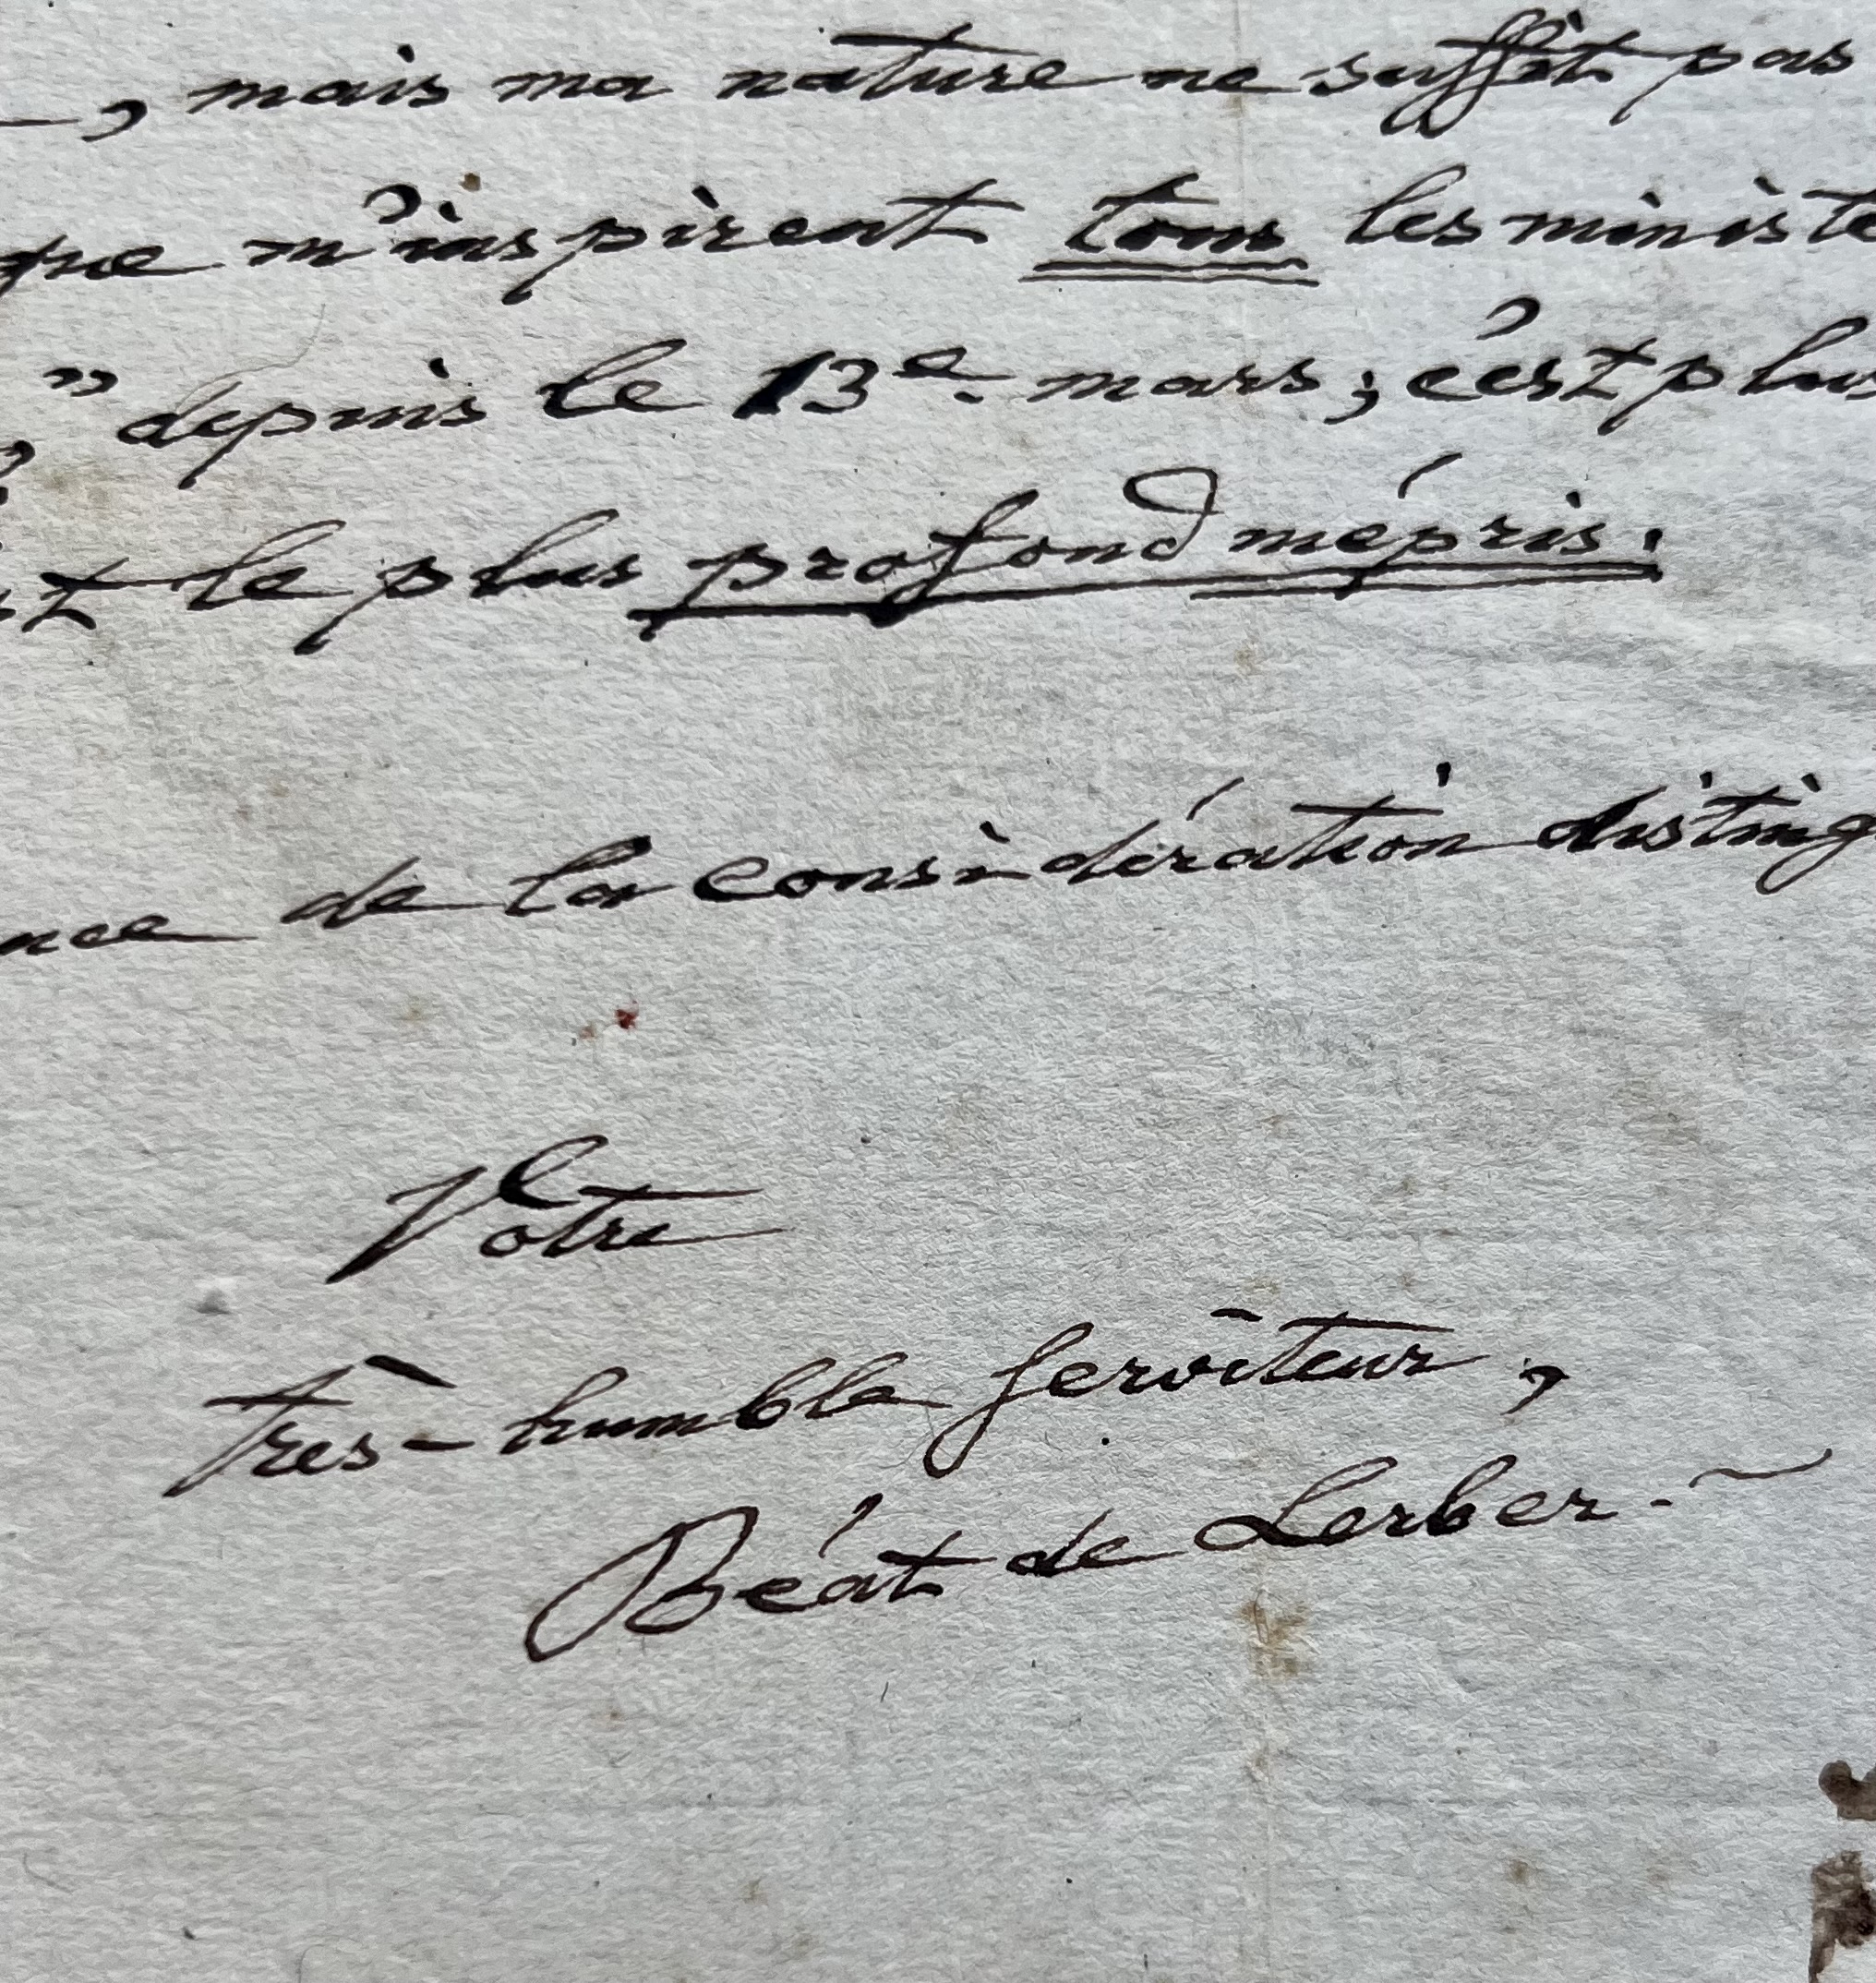 , mais ma nature ne suffit pas
que m'inspirent tous les ministe
" depuis le 13e. mars; c'est plus
st le plus profond mépris.
nce de la considération disting
Votre
très-humble serviteur,
Béat de Lerber.